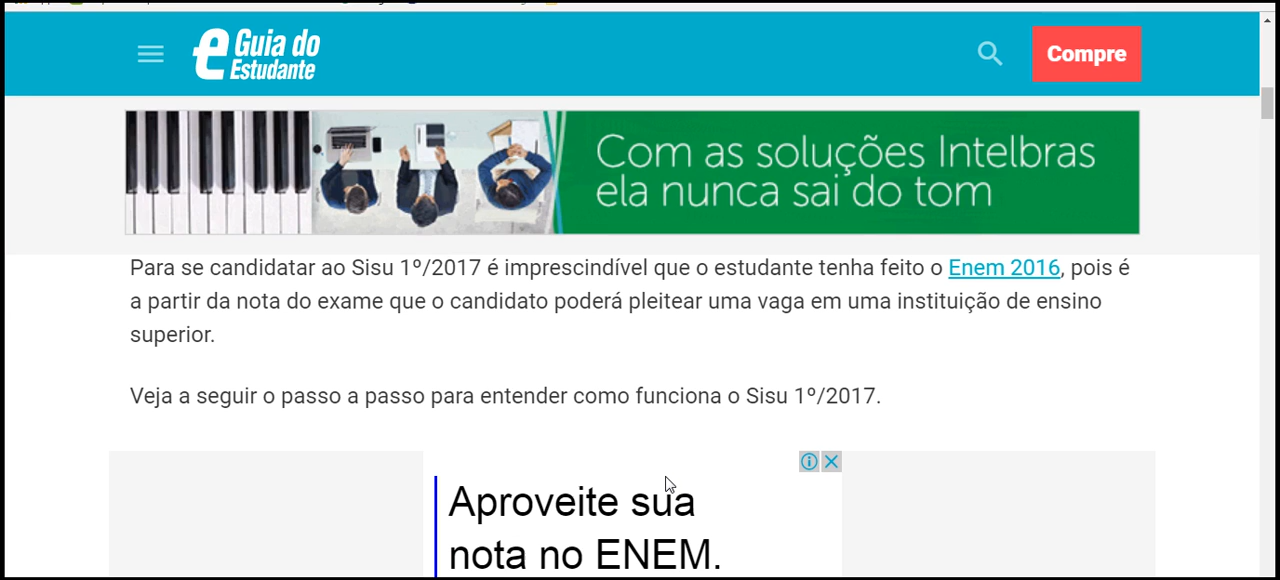 Guia do
Estudante
Compre
Com as soluções Intelbras
ela nunca sai do tom
Para se candidatar ao Sisu 1º/2017 é imprescindível que o estudante tenha feito o Enem 2016, pois é
a partir da nota do exame que o candidato poderá pleitear uma vaga em uma instituição de ensino
superior.
Veja a seguir o passo a passo para entender como funciona o Sisu 1º/2017.
Aproveite sua
nota no ENEM.